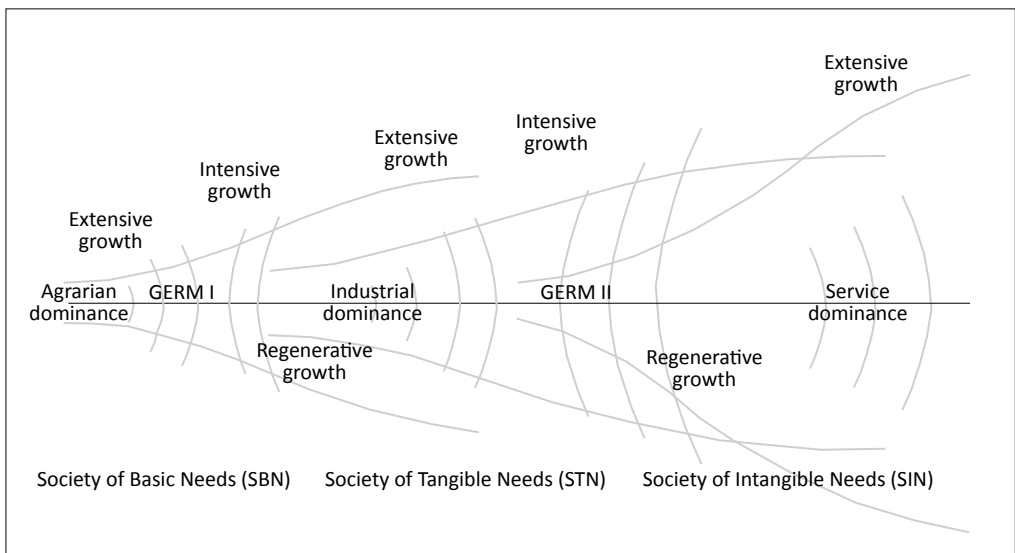 Extensive
growth
Intensive
growth
Extensive
growth
Intensive
growth
Extensive
growth
Agrarian
dominance
GERM I
Industrial
dominance
GERM II
Service
dominance
Regenerative
growth
Regenerative
growth
Society of Basic Needs (SBN)
Society of Tangible Needs (STN)
Society of Intangible Needs (SIN)